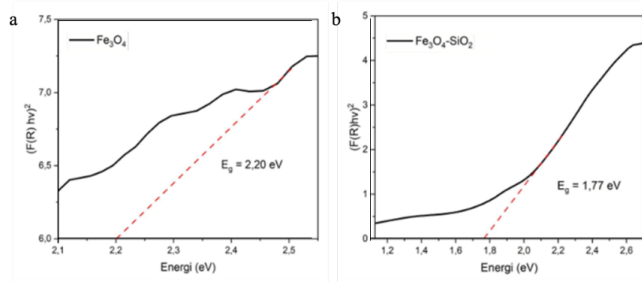 a
Fe₃O₄
(F(R) hv)²
7,5
7,0
6,5
6,0
E_g = 2,20 eV
2,1 2,2 2,3 2,4 2,5
Energi (eV)
b
Fe₃O₄-SiO₂
(F(R)hv)²
5
4
3
2
1
0
E_g = 1,77 eV
1,2 1,4 1,6 1,8 2,0 2,2 2,4 2,6
Energi (eV)